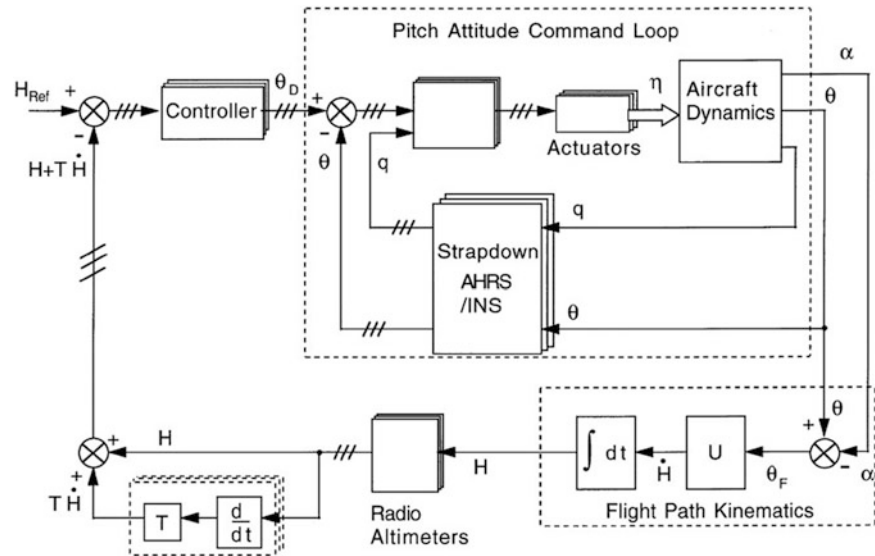 Pitch Attitude Command Loop
α
H_Ref
+
-
Controller
θ_D
+
-
θ
q
η
Actuators
Aircraft
Dynamics
θ
H+T Ḣ
q
Strapdown
AHRS
/INS
θ
H
+
+
T Ḣ
T
d
dt
Radio
Altimeters
H
∫ dt
Ḣ
U
θ_F
+
θ
-
α
Flight Path Kinematics